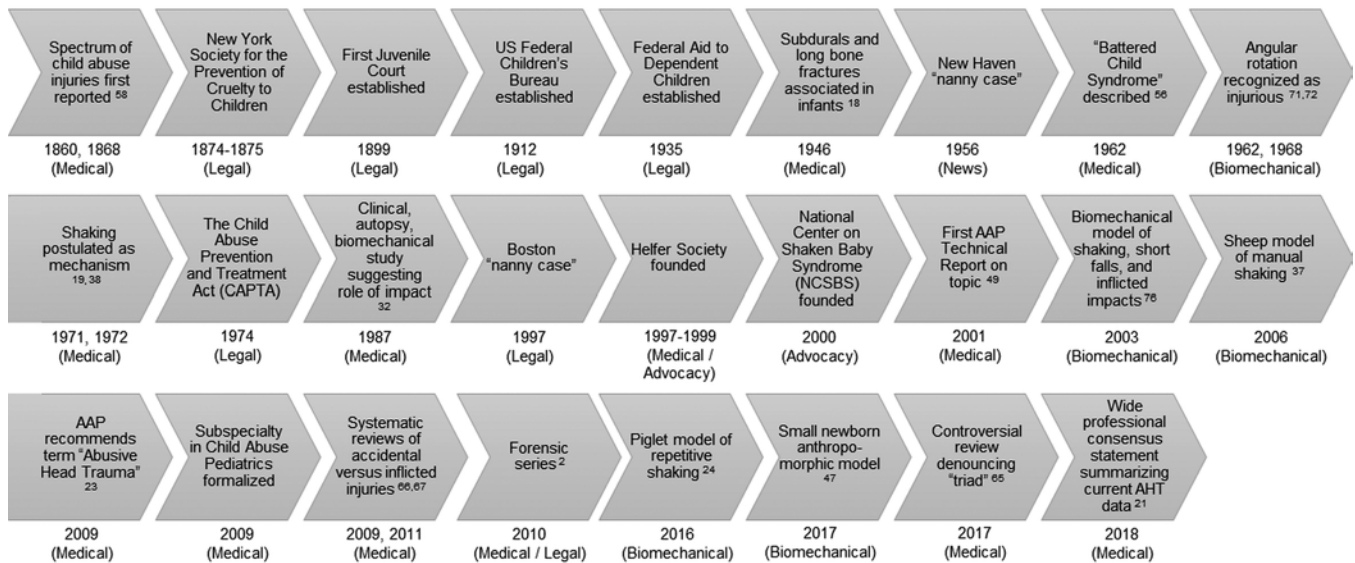 Spectrum of
child abuse
injuries first
reported 58
1860, 1868
(Medical)
New York
Society for the
Prevention of
Cruelty to
Children
1874-1875
(Legal)
First Juvenile
Court
established
1899
(Legal)
US Federal
Children’s
Bureau
established
1912
(Legal)
Federal Aid to
Dependent
Children
established
1935
(Legal)
Subdurals and
long bone
fractures
associated in
infants 18
1946
(Medical)
New Haven
“nanny case”
1956
(News)
“Battered
Child
Syndrome”
described 56
1962
(Medical)
Angular
rotation
recognized as
injurious 71,72
1962, 1968
(Biomechanical)
Shaking
postulated as
mechanism
19, 38
1971, 1972
(Medical)
The Child
Abuse
Prevention
and Treatment
Act (CAPTA)
1974
(Legal)
Clinical,
autopsy,
biomechanical
study
suggesting
role of impact
32
1987
(Medical)
Boston
“nanny case”
1997
(Legal)
Helfer Society
founded
1997-1999
(Medical /
Advocacy)
National
Center on
Shaken Baby
Syndrome
(NCSBS)
founded
2000
(Advocacy)
First AAP
Technical
Report on
topic 49
2001
(Medical)
Biomechanical
model of
shaking, short
falls, and
inflicted
impacts 76
2003
(Biomechanical)
Sheep model
of manual
shaking 37
2006
(Biomechanical)
AAP
recommends
term “Abusive
Head Trauma”
23
2009
(Medical)
Subspecialty
in Child Abuse
Pediatrics
formalized
2009
(Medical)
Systematic
reviews of
accidental
versus inflicted
injuries 66,67
2009, 2011
(Medical)
Forensic
series 2
2010
(Medical / Legal)
Piglet model of
repetitive
shaking 24
2016
(Biomechanical)
Small newborn
anthropo-
morphic model
47
2017
(Biomechanical)
Controversial
review
denouncing
“triad” 65
2017
(Medical)
Wide
professional
consensus
statement
summarizing
current AHT
data 21
2018
(Medical)